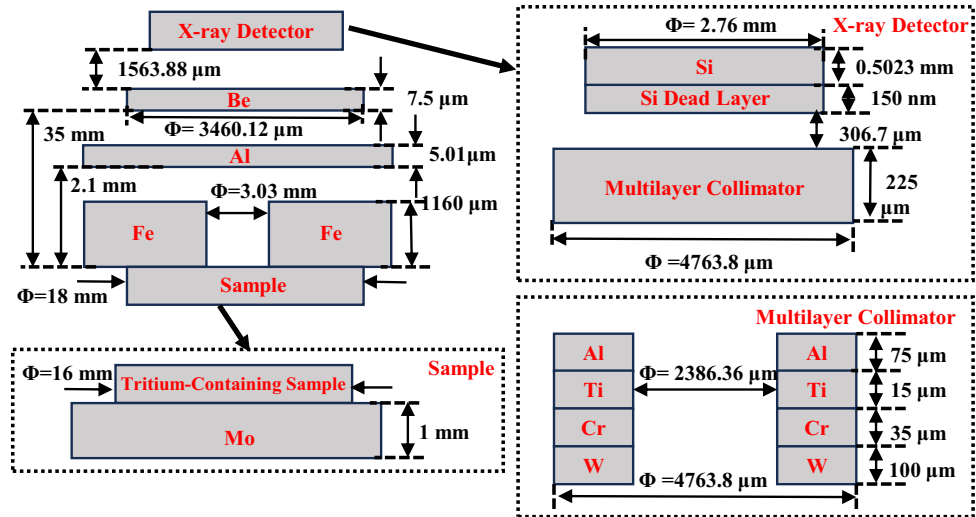 X-ray Detector
1563.88 μm
Be
7.5 μm
Φ= 3460.12 μm
35 mm
Al
5.01μm
2.1 mm
Φ=3.03 mm
1160 μm
Fe
Fe
Sample
Φ=18 mm
Sample
Φ=16 mm
Tritium-Containing Sample
Mo
1 mm
X-ray Detector
Φ= 2.76 mm
Si
0.5023 mm
Si Dead Layer
150 nm
306.7 μm
Multilayer Collimator
225
μm
Φ =4763.8 μm
Multilayer Collimator
Al
Al
75 μm
Φ= 2386.36 μm
Ti
Ti
15 μm
Cr
Cr
35 μm
W
W
100 μm
Φ =4763.8 μm